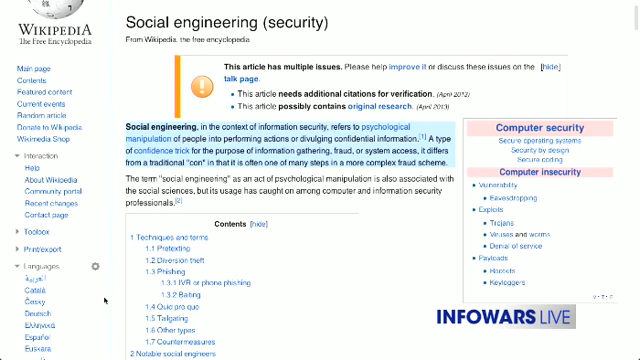 WIKIPEDIA
The Free Encyclopedia
Main page
Contents
Featured content
Current events
Random article
Donate to Wikipedia
Wikimedia Shop
Interaction
Help
About Wikipedia
Community portal
Recent changes
Contact page
Toolbox
Print/export
Languages
Català
Česky
Deutsch
Ελληνικά
Español
Euskara
Social engineering (security)
From Wikipedia, the free encyclopedia
This article has multiple issues. Please help improve it or discuss these issues on the [hide]
talk page.
This article needs additional citations for verification. (April 2013)
This article possibly contains original research. (April 2013)
Social engineering, in the context of information security, refers to psychological
manipulation of people into performing actions or divulging confidential information.[1] A type
of confidence trick for the purpose of information gathering, fraud, or system access, it differs
from a traditional "con" in that it is often one of many steps in a more complex fraud scheme.
The term "social engineering" as an act of psychological manipulation is also associated with
the social sciences, but its usage has caught on among computer and information security
professionals.[2]
Contents [hide]
1 Techniques and terms
1.1 Pretexting
1.2 Diversion theft
1.3 Phishing
1.3.1 IVR or phone phishing
1.3.2 Baiting
1.4 Quid pro quo
1.5 Tailgating
1.6 Other types
1.7 Countermeasures
2 Notable social engineers
Computer security
Secure operating systems
Security by design
Secure coding
Computer insecurity
Vulnerability
Eavesdropping
Exploits
Trojans
Viruses and worms
Denial of service
Payloads
Rootkits
Keyloggers
V · T · E
INFOWARS LIVE